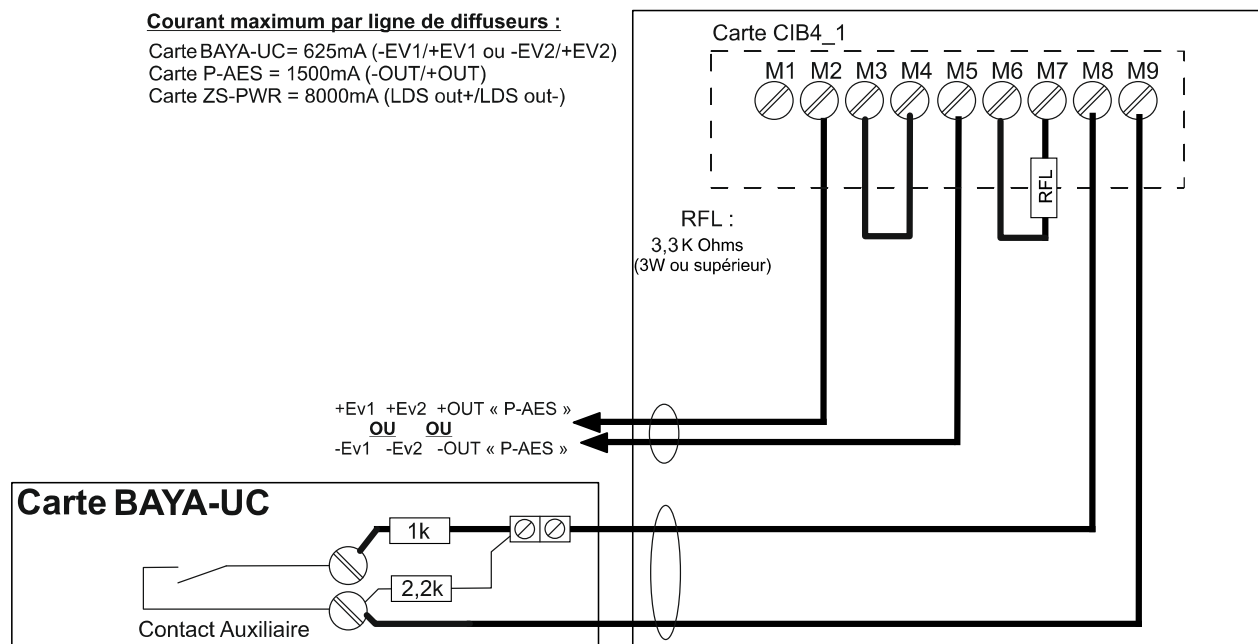 Courant maximum par ligne de diffuseurs :
Carte BAYA-UC= 625mA (-EV1/+EV1 ou -EV2/+EV2)
Carte P-AES = 1500mA (-OUT/+OUT)
Carte ZS-PWR = 8000mA (LDS out+/LDS out-)
Carte CIB4_1
M1 M2 M3 M4 M5 M6 M7 M8 M9
RFL
RFL :
3,3K Ohms
(3W ou supérieur)
+Ev1 +Ev2 +OUT « P-AES »
OU OU
-Ev1 -Ev2 -OUT « P-AES »
Carte BAYA-UC
1k
2,2k
Contact Auxiliaire